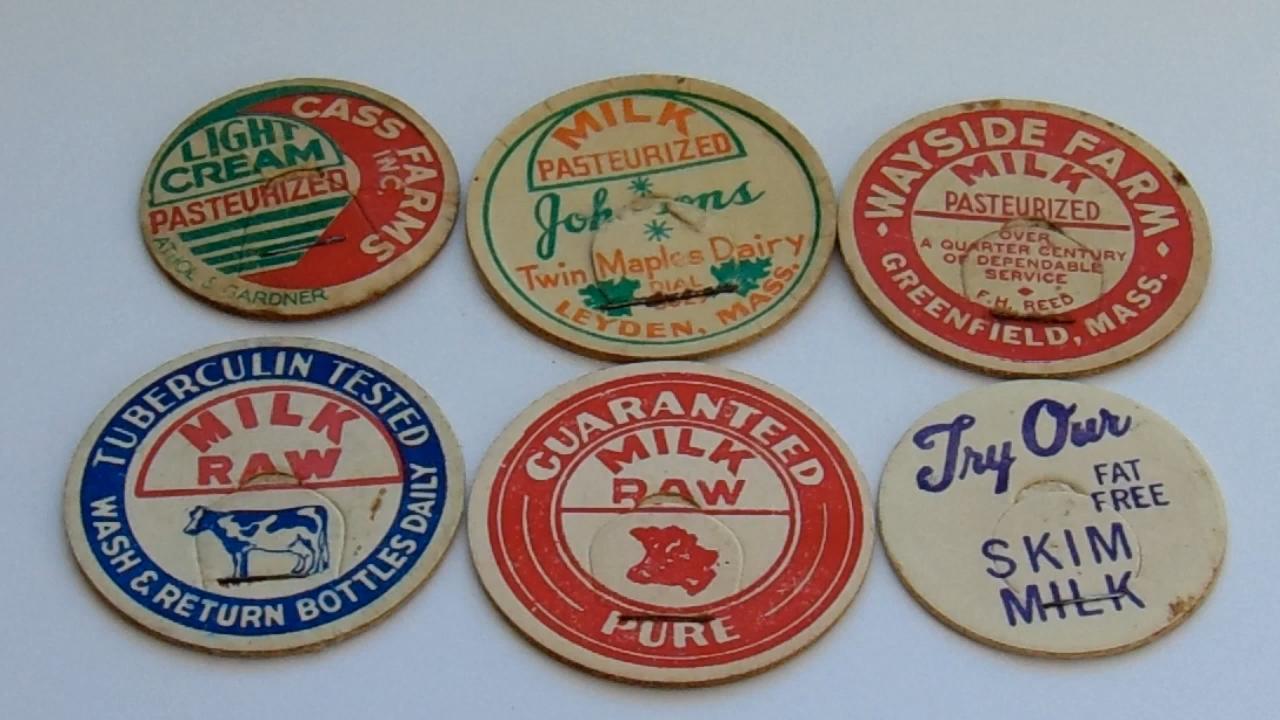 LIGHT
CREAM
PASTEURIZED
CASS FARMS
INC
ATHOL & GARDNER
MILK
PASTEURIZED
Johnsons
Twin Maples Dairy
DIAL
LEYDEN, MASS.
WAYSIDE FARM
MILK
PASTEURIZED
OVER
A QUARTER CENTURY
OF DEPENDABLE
SERVICE
F.H. REED
GREENFIELD, MASS.
TUBERCULIN TESTED
MILK
RAW
WASH & RETURN BOTTLES DAILY
GUARANTEED
MILK
RAW
PURE
Try Our
FAT
FREE
SKIM
MILK